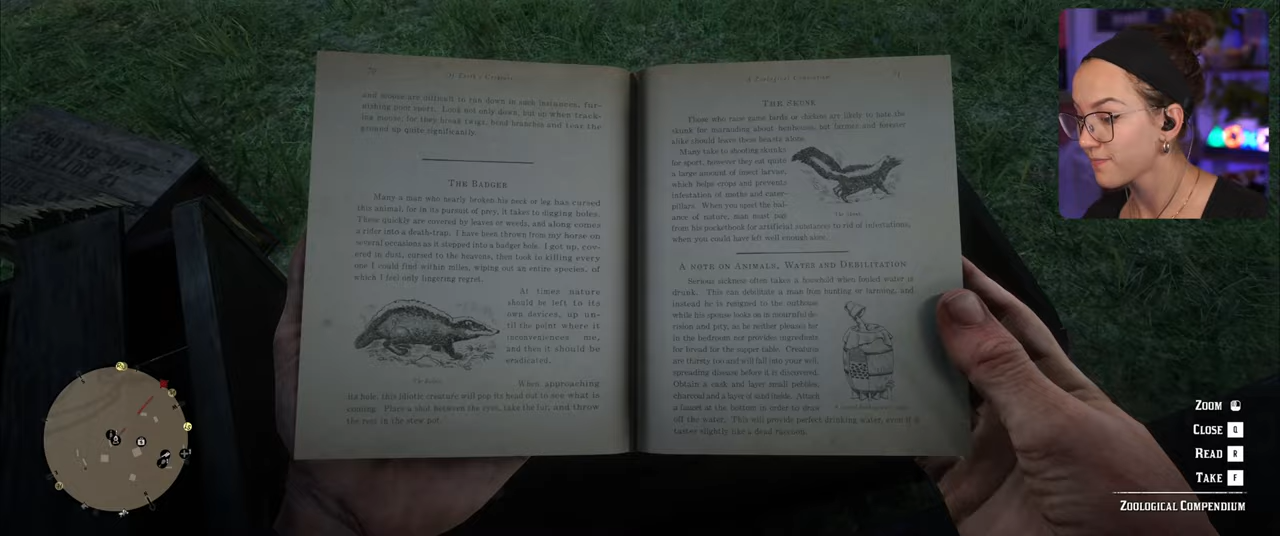 70
and moose are difficult to run down in such instances, fur-
nishing poor sport. Look not only down, but up when track-
ing moose, for they break twigs, bend branches and tear the
ground up quite significantly.
The Badger
Many a man who nearly broken his neck or leg has cursed
this animal, for in its pursuit of prey, it takes to digging holes.
These quickly are covered by leaves or weeds, and along comes
a rider into a death-trap. I have been thrown from my horse on
several occasions as it stepped into a badger hole. I got up, cov-
ered in dust, cursed to the heavens, then took to killing every
one I could find within miles, wiping out an entire species, of
which I feel only lingering regret.
At times nature
should be left to its
own devices, up un-
til the point where it
inconveniences me,
and then it should be
eradicated.
When approaching
its hole, this idiotic creature will pop its head out to see what is
coming. Place a shot between the eyes, take the fur, and throw
the rest in the stew pot.
The Badger
A Zoological Compendium
71
The Skunk
Those who raise game birds or chicken are likely to hate the
skunk for marauding about henhouses, but farmer and forester
alike should leave these beasts alone.
Many take to shooting skunks
for sport, however they eat quite
a large amount of insect larvae,
which helps crops and prevents
infestation of moths and cater-
pillars. When you upset the bal-
ance of nature, man must pay
from his pocketbook for artificial substances to rid of infestations,
when you could have left well enough alone.
The Skunk
A note on Animals, Water and Debilitation
Serious sickness often takes a household when fouled water is
drunk. This can debilitate a man from hunting or farming, and
instead he is resigned to the outhouse
while his spouse looks on in mournful de-
rision and pity, as he neither pleases her
in the bedroom nor provides ingredients
for bread for the supper table. Creatures
are thirsty too and will fall into your well,
spreading disease before it is discovered.
Obtain a cask and layer small pebbles,
charcoal and a layer of sand inside. Attach
a faucet at the bottom in order to draw
off the water. This will provide perfect drinking water, even if it
tastes slightly like a dead raccoon.
ZOOM
CLOSE Q
READ R
TAKE F
ZOOLOGICAL COMPENDIUM